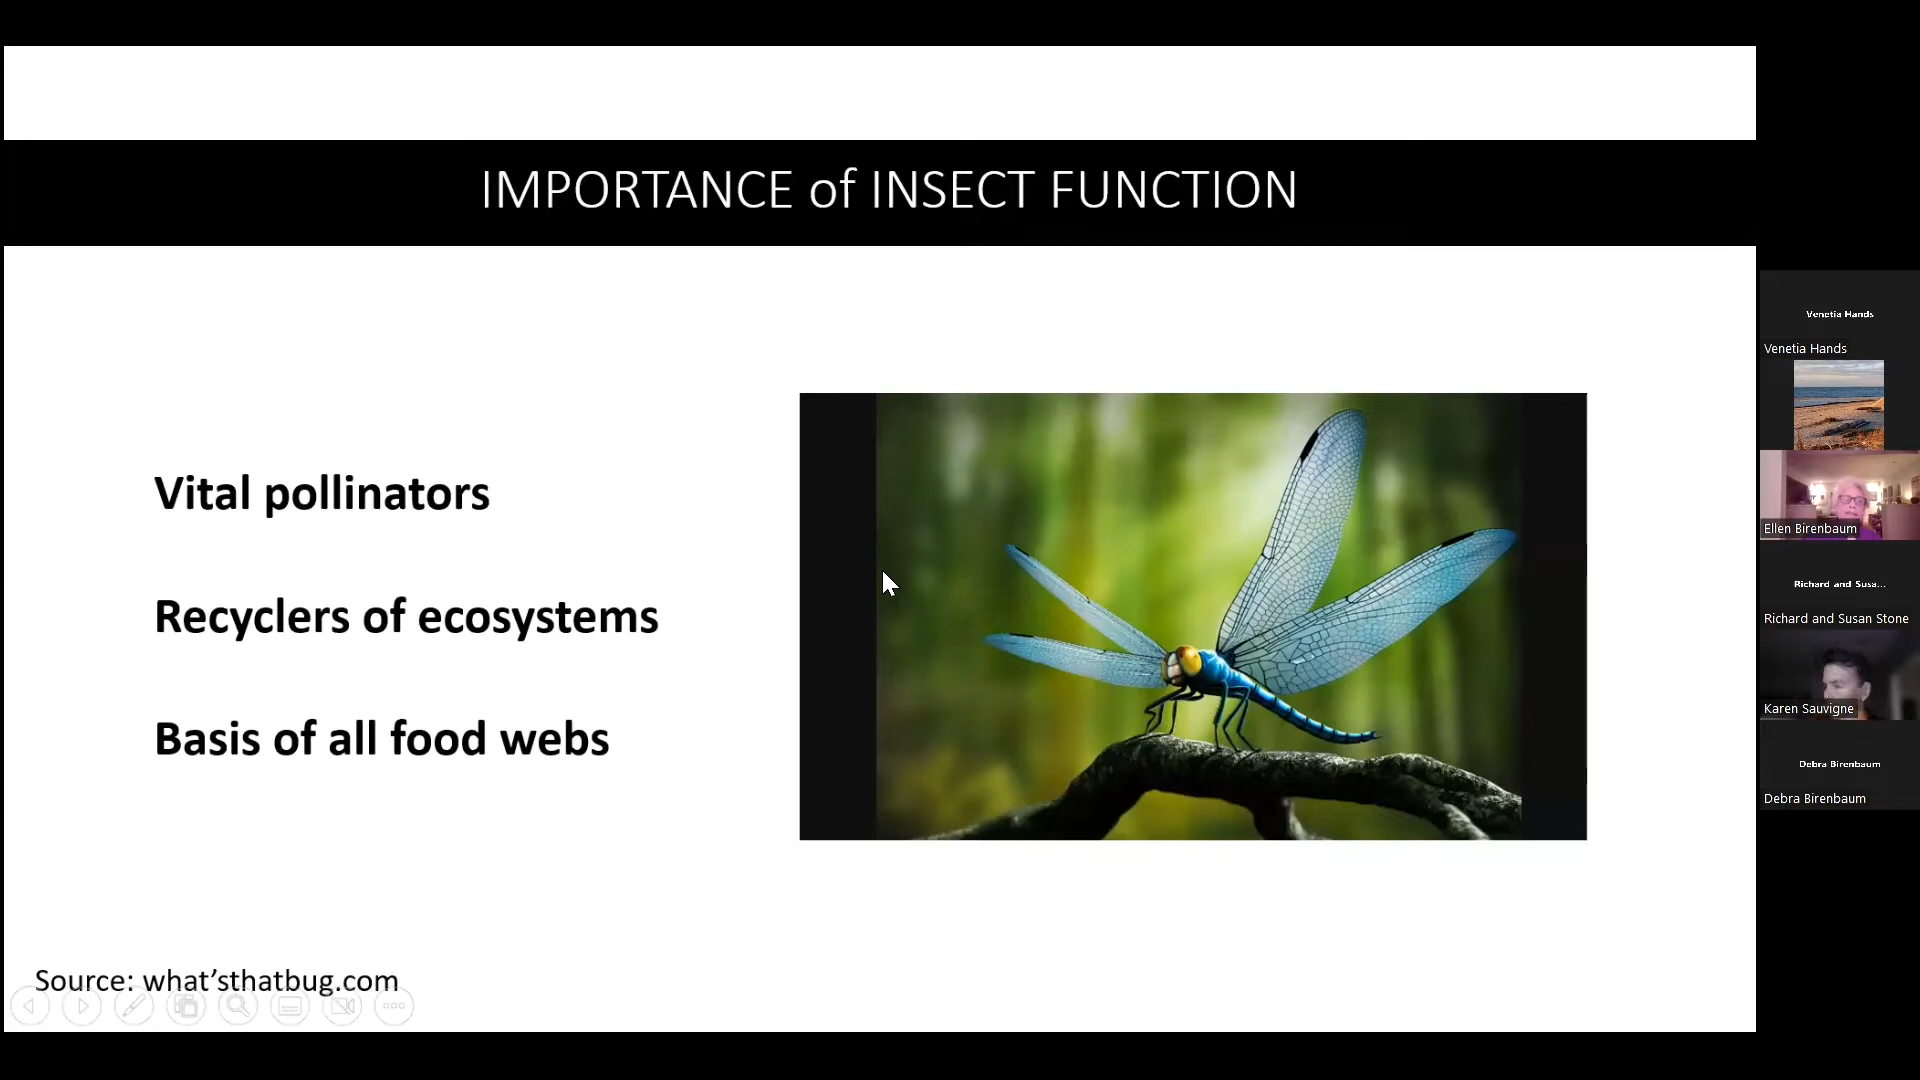 IMPORTANCE of INSECT FUNCTION
Vital pollinators
Recyclers of ecosystems
Basis of all food webs
Source: what’sthatbug.com
Venetia Hands
Venetia Hands
Ellen Birenbaum
Richard and Susa...
Richard and Susan Stone
Karen Sauvigne
Debra Birenbaum
Debra Birenbaum